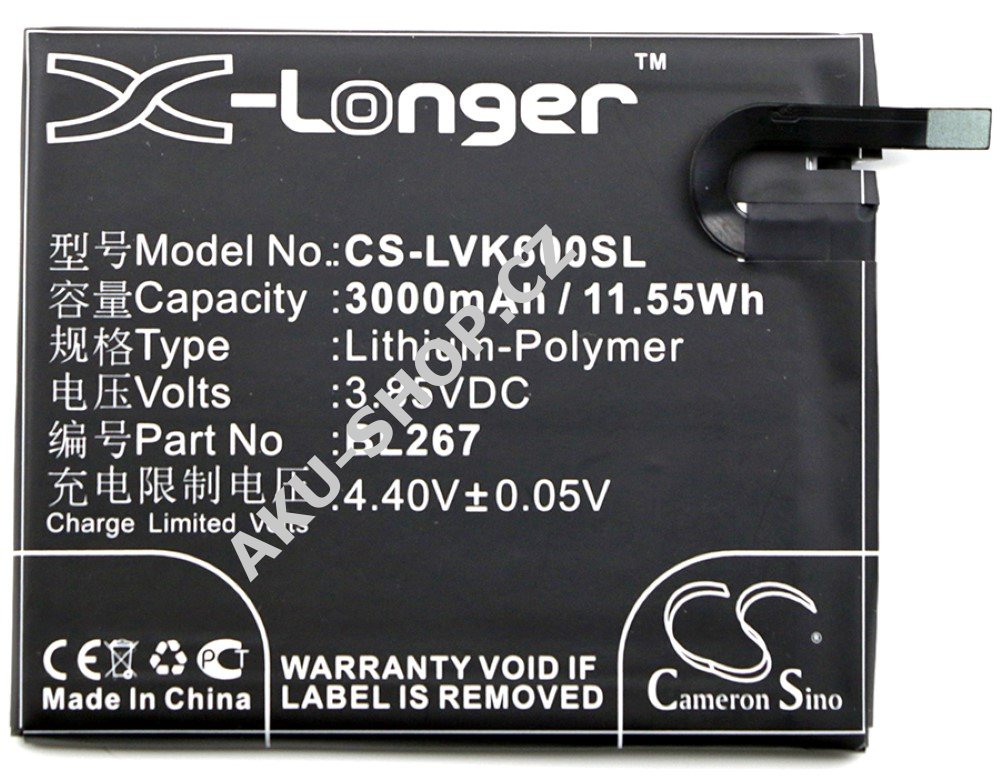 X-Longer™
型号Model No.:CS-LVK600SL
容量Capacity :3000mAh / 11.55Wh
规格Type :Lithium-Polymer
电压Volts :3.85VDC
编号Part No :BL267
充电限制电压:4.40V±0.05V
Charge Limited Volts
AKU-SHOP.CZ
CE PCT
Made In China
WARRANTY VOID IF
LABEL IS REMOVED
CS®
Cameron Sino